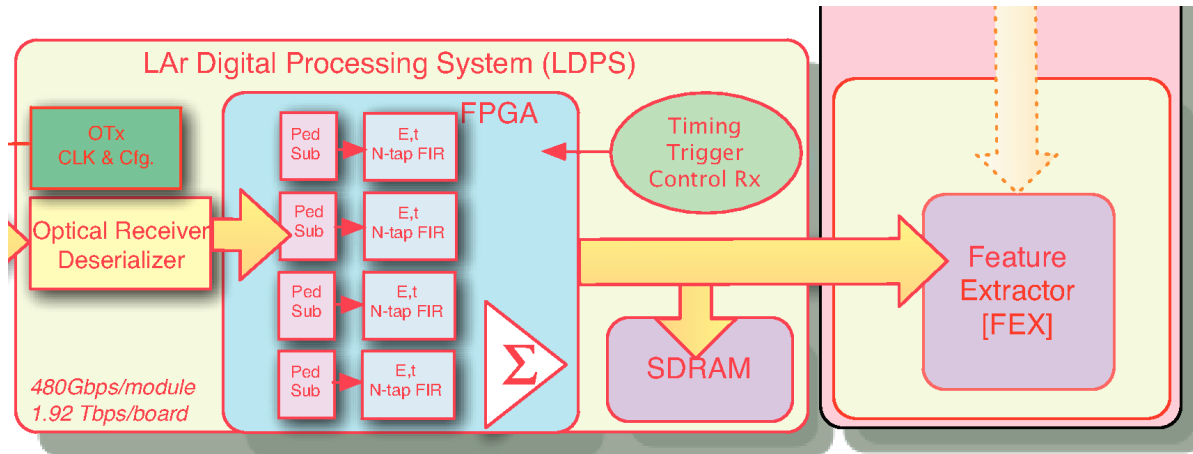 LAr Digital Processing System (LDPS)
OTx
CLK & Cfg.
Optical Receiver
Deserializer
480Gbps/module
1.92 Tbps/board
FPGA
Ped
Sub
E,t
N-tap FIR
Ped
Sub
E,t
N-tap FIR
Ped
Sub
E,t
N-tap FIR
Ped
Sub
E,t
N-tap FIR
Σ
Timing
Trigger
Control Rx
SDRAM
Feature
Extractor
[FEX]